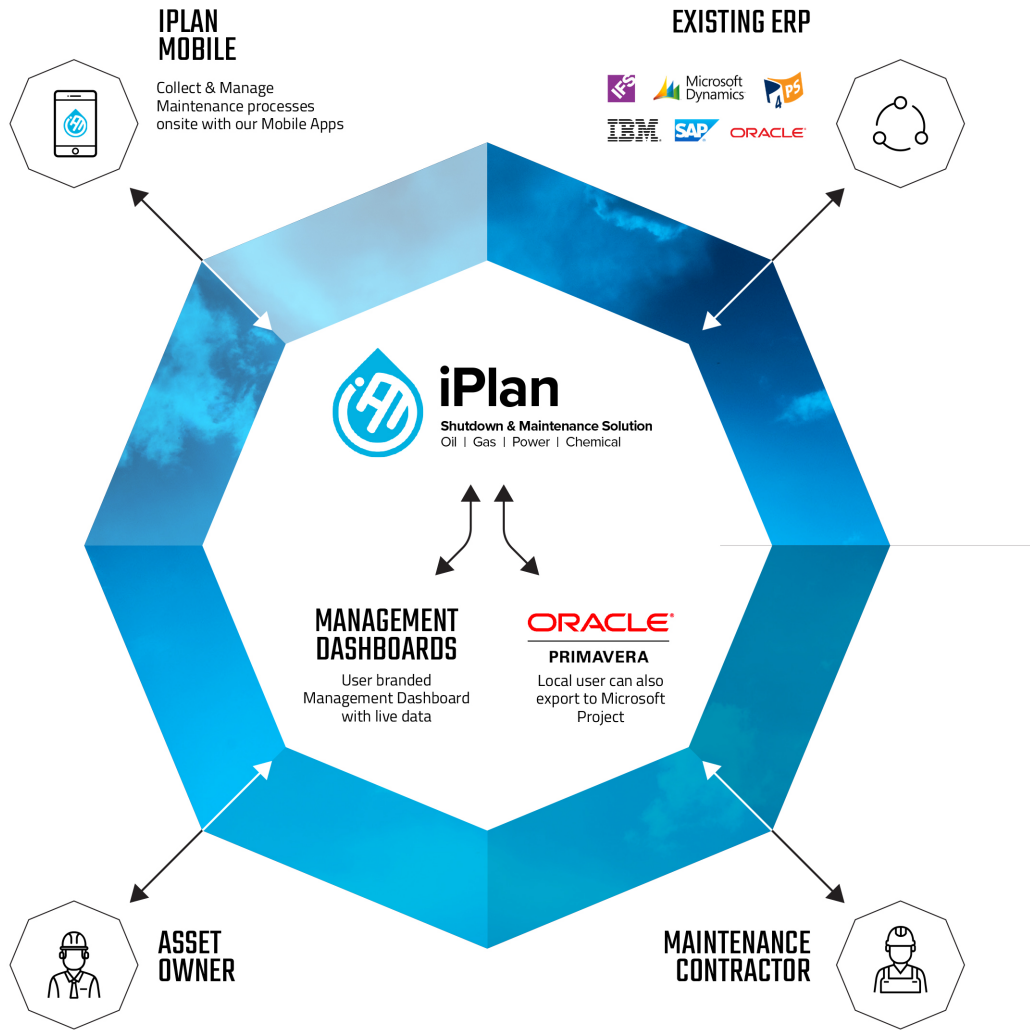 IPLAN
MOBILE
Collect & Manage
Maintenance processes
onsite with our Mobile Apps
EXISTING ERP
IFS
Microsoft
Dynamics
4PS
IBM.
SAP
ORACLE
iPlan
Shutdown & Maintenance Solution
Oil | Gas | Power | Chemical
MANAGEMENT
DASHBOARDS
User branded
Management Dashboard
with live data
ORACLE®
PRIMAVERA
Local user can also
export to Microsoft
Project
ASSET
OWNER
MAINTENANCE
CONTRACTOR